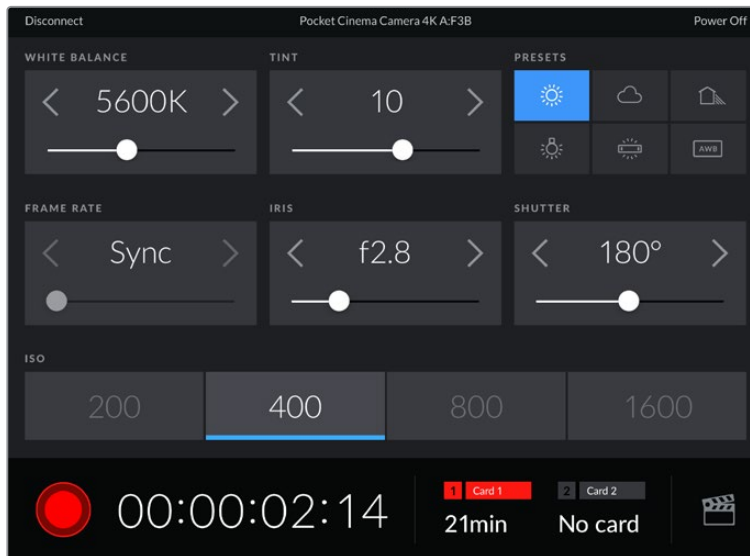 Disconnect Pocket Cinema Camera 4K A:F3B Power Off
WHITE BALANCE TINT PRESETS
5600K 10
AWB
FRAME RATE IRIS SHUTTER
Sync f2.8 180°
ISO
200 400 800 1600
00:00:02:14
1 Card 1 2 Card 2
21min No card